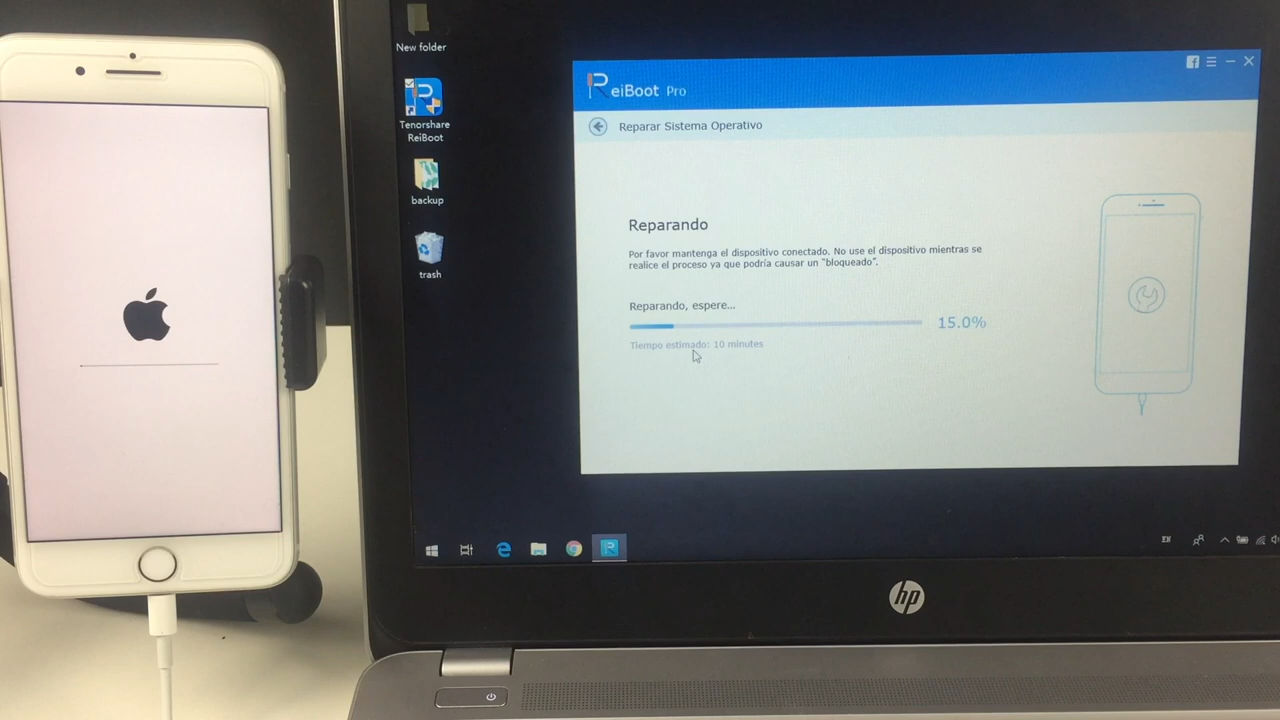 New folder
Tenorshare
ReiBoot
backup
trash
ReiBoot Pro
Reparar Sistema Operativo
Reparando
Por favor mantenga el dispositivo conectado. No use el dispositivo mientras se
realice el proceso ya que podría causar un "bloqueado".
Reparando, espere...
15.0%
Tiempo estimado: 10 minutes
EN
hp